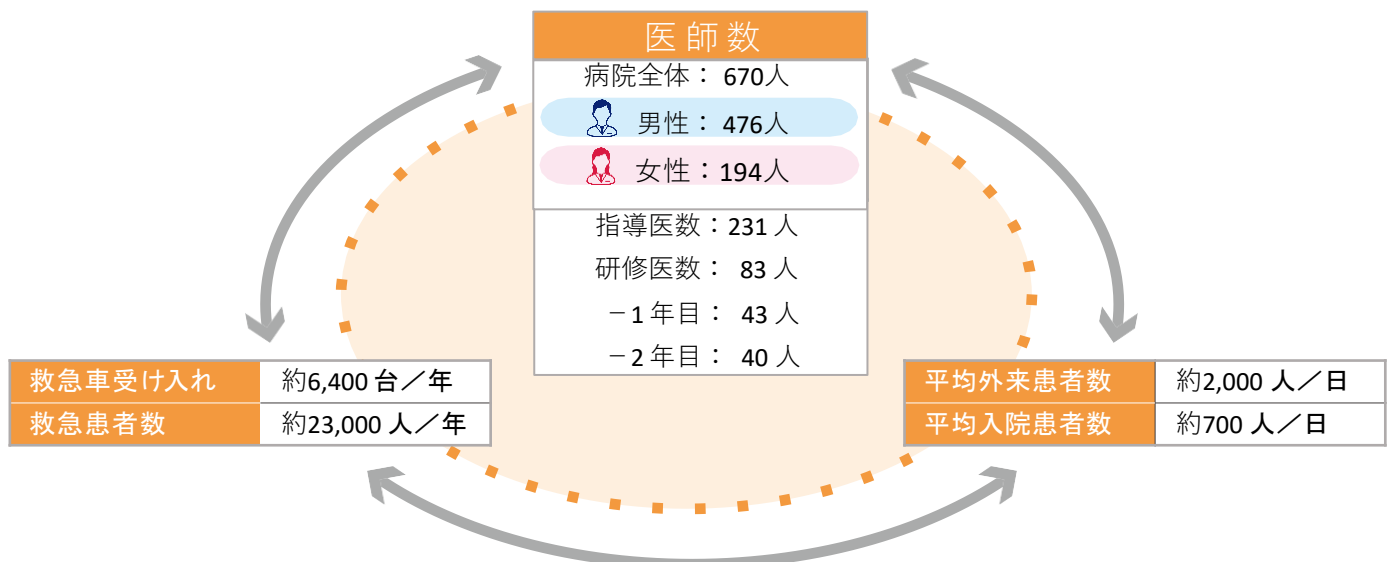 医師数
病院全体： 670人
男性： 476人
女性：194人
指導医数：231 人
研修医数： 83 人
－1 年目： 43 人
－2 年目： 40 人
救急車受け入れ 約6,400 台／年
救急患者数 約23,000 人／年
平均外来患者数 約2,000 人／日
平均入院患者数 約700 人／日